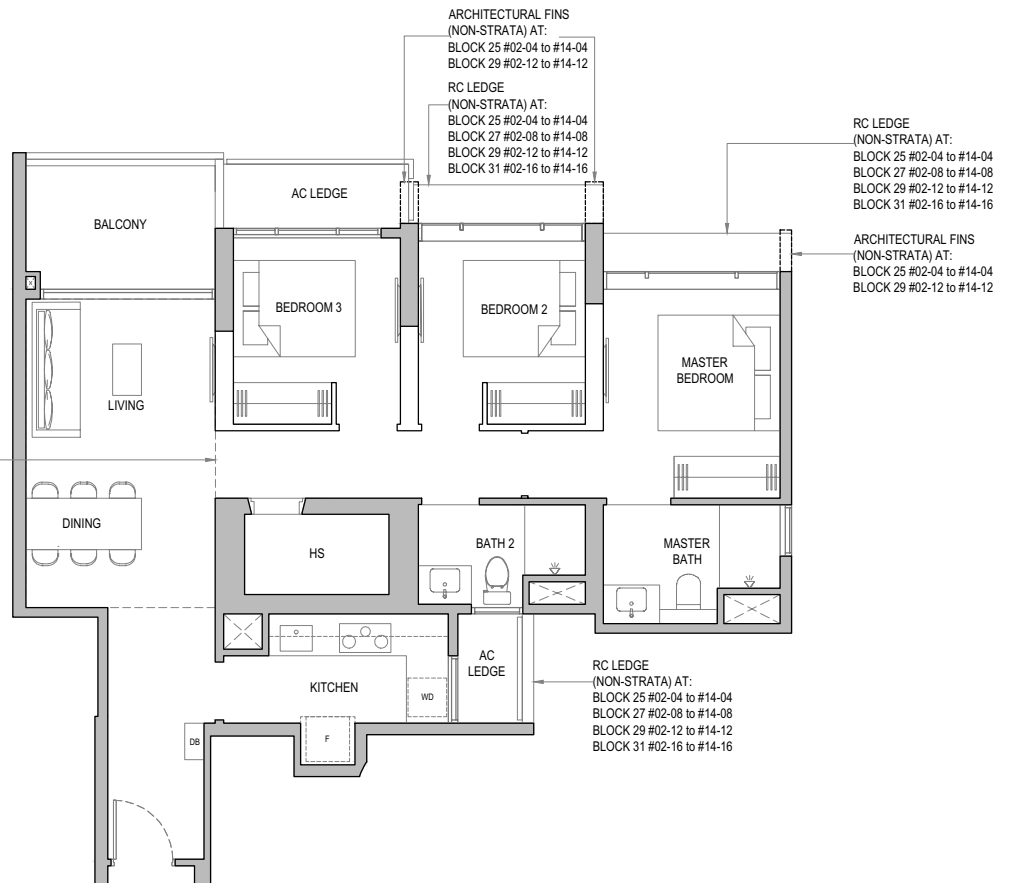 ARCHITECTURAL FINS
(NON-STRATA) AT:
BLOCK 25 #02-04 to #14-04
BLOCK 29 #02-12 to #14-12
RC LEDGE
(NON-STRATA) AT:
BLOCK 25 #02-04 to #14-04
BLOCK 27 #02-08 to #14-08
BLOCK 29 #02-12 to #14-12
BLOCK 31 #02-16 to #14-16
RC LEDGE
(NON-STRATA) AT:
BLOCK 25 #02-04 to #14-04
BLOCK 27 #02-08 to #14-08
BLOCK 29 #02-12 to #14-12
BLOCK 31 #02-16 to #14-16
ARCHITECTURAL FINS
(NON-STRATA) AT:
BLOCK 25 #02-04 to #14-04
BLOCK 29 #02-12 to #14-12
AC LEDGE
BALCONY
X
BEDROOM 3
BEDROOM 2
MASTER
BEDROOM
LIVING
DINING
HS
BATH 2
MASTER
BATH
AC
LEDGE
KITCHEN
WD
F
DB
RC LEDGE
(NON-STRATA) AT:
BLOCK 25 #02-04 to #14-04
BLOCK 27 #02-08 to #14-08
BLOCK 29 #02-12 to #14-12
BLOCK 31 #02-16 to #14-16